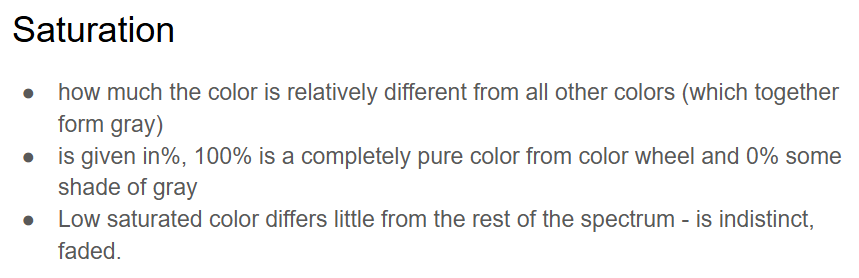 Saturation
● how much the color is relatively different from all other colors (which together
form gray)
● is given in%, 100% is a completely pure color from color wheel and 0% some
shade of gray
● Low saturated color differs little from the rest of the spectrum - is indistinct,
faded.